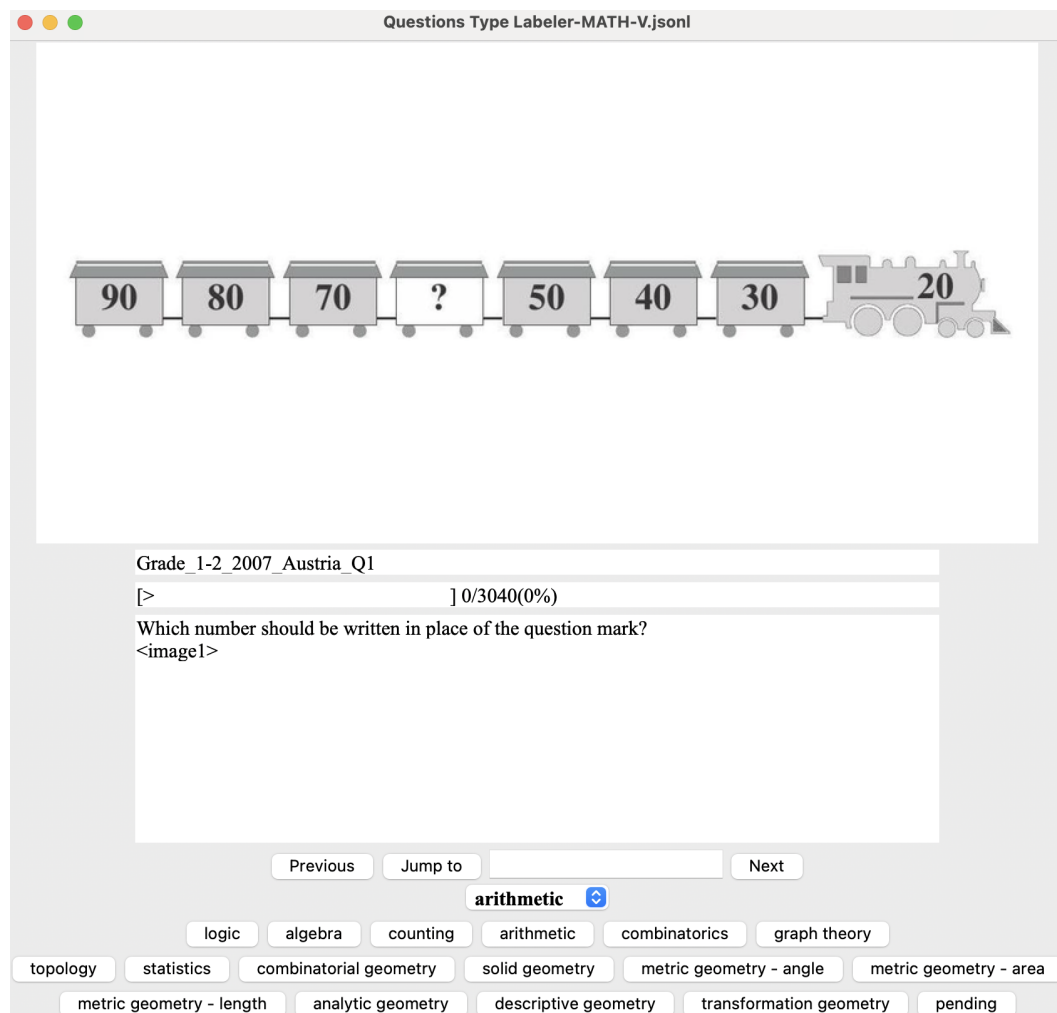 Questions Type Labeler-MATH-V.jsonl
90 80 70 ? 50 40 30 20
Grade_1-2_2007_Austria_Q1
[> ] 0/3040(0%)
Which number should be written in place of the question mark?
<image1>
Previous Jump to Next
arithmetic
logic algebra counting arithmetic combinatorics graph theory
topology statistics combinatorial geometry solid geometry metric geometry - angle metric geometry - area
metric geometry - length analytic geometry descriptive geometry transformation geometry pending